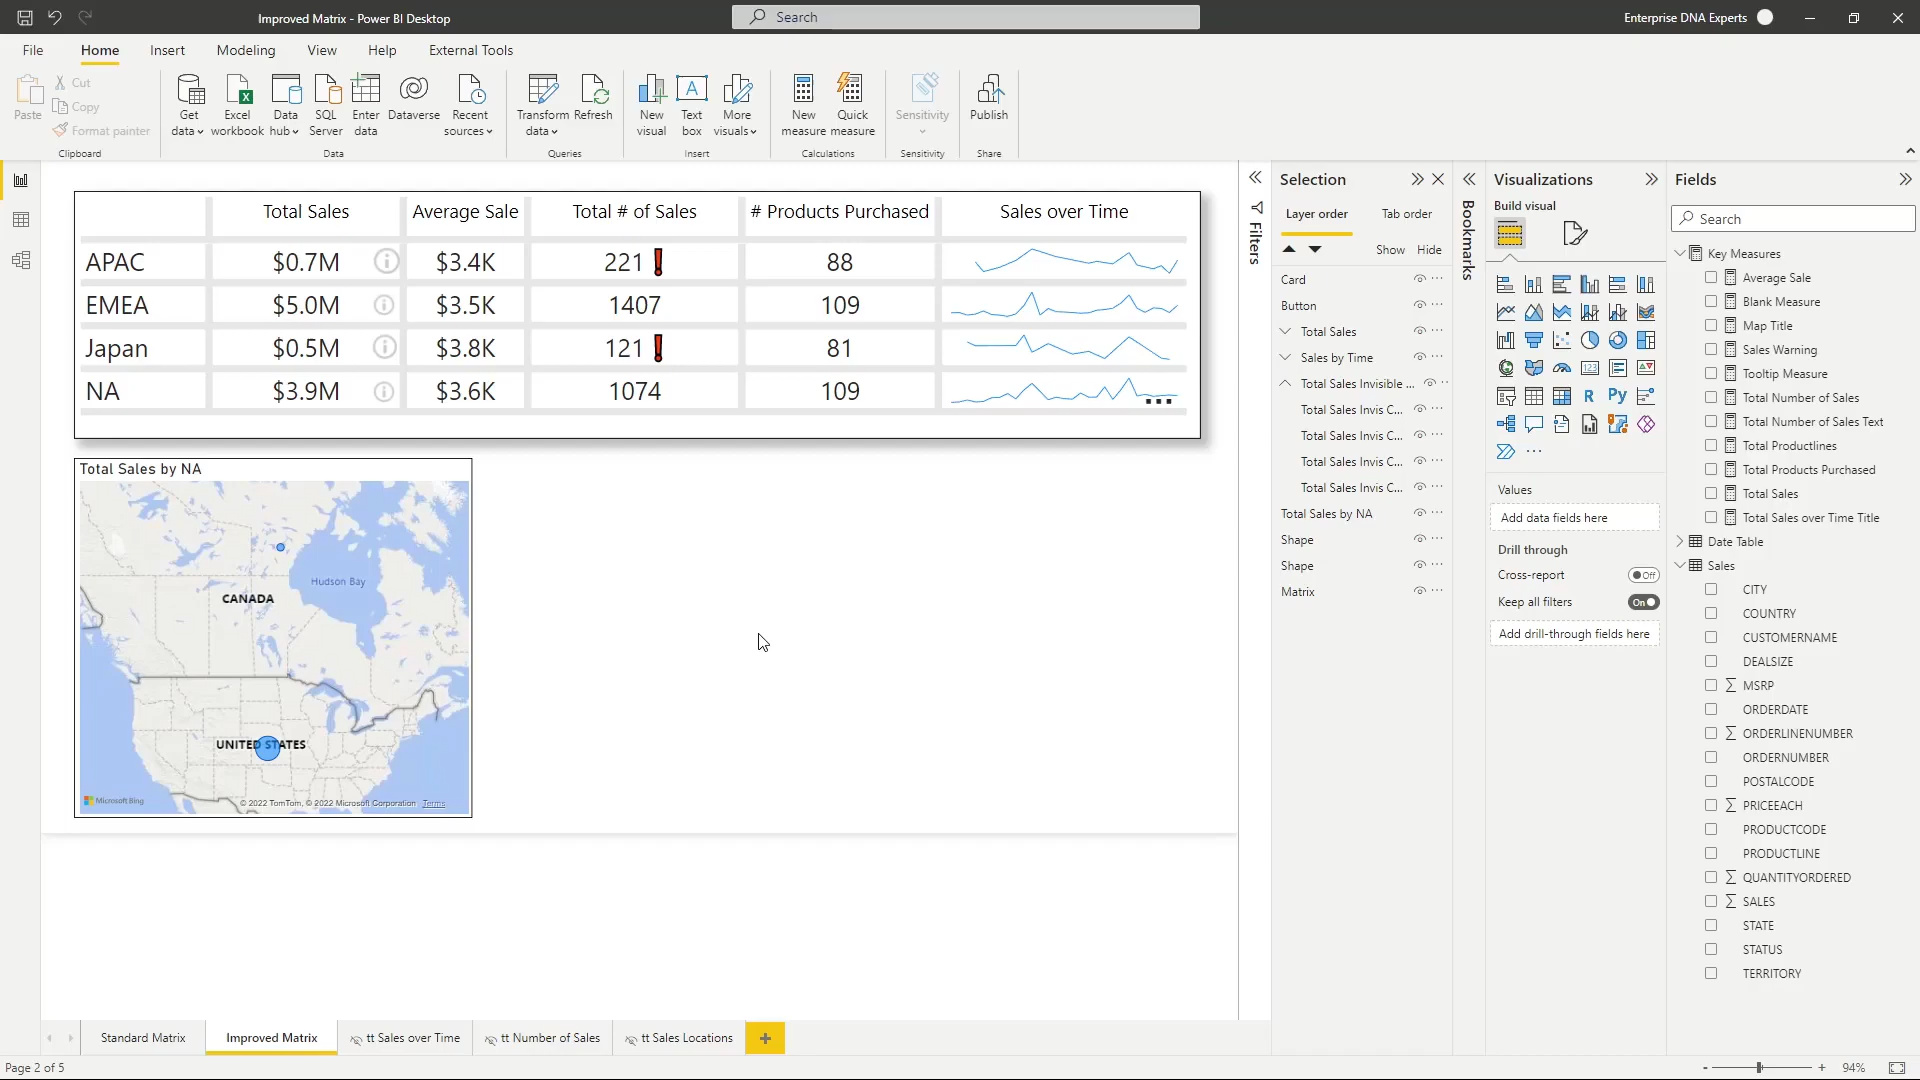 Improved Matrix - Power BI Desktop
Search
Enterprise DNA Experts
File Home Insert Modeling View Help External Tools
Paste
Cut
Copy
Format painter
Clipboard
Get data
Excel workbook
Data hub
SQL Server
Enter data
Dataverse
Recent sources
Data
Transform data
Refresh
Queries
New visual
Text box
More visuals
Insert
New measure
Quick measure
Calculations
Sensitivity
Sensitivity
Publish
Share
Total Sales Average Sale Total # of Sales # Products Purchased Sales over Time
APAC $0.7M $3.4K 221 88
EMEA $5.0M $3.5K 1407 109
Japan $0.5M $3.8K 121 81
NA $3.9M $3.6K 1074 109
Total Sales by NA
Hudson Bay
CANADA
UNITED STATES
Microsoft Bing
© 2022 TomTom, © 2022 Microsoft Corporation Terms
Filters
Selection
Layer order Tab order
Show Hide
Card
Button
Total Sales
Sales by Time
Total Sales Invisible ...
Total Sales Invis C...
Total Sales Invis C...
Total Sales Invis C...
Total Sales Invis C...
Total Sales by NA
Shape
Shape
Matrix
Bookmarks
Visualizations
Build visual
123
R Py
Values
Add data fields here
Drill through
Cross-report Off
Keep all filters On
Add drill-through fields here
Fields
Search
Key Measures
Average Sale
Blank Measure
Map Title
Sales Warning
Tooltip Measure
Total Number of Sales
Total Number of Sales Text
Total Productlines
Total Products Purchased
Total Sales
Total Sales over Time Title
Date Table
Sales
CITY
COUNTRY
CUSTOMERNAME
DEALSIZE
MSRP
ORDERDATE
ORDERLINENUMBER
ORDERNUMBER
POSTALCODE
PRICEEACH
PRODUCTCODE
PRODUCTLINE
QUANTITYORDERED
SALES
STATE
STATUS
TERRITORY
Standard Matrix Improved Matrix tt Sales over Time tt Number of Sales tt Sales Locations
Page 2 of 5
94%